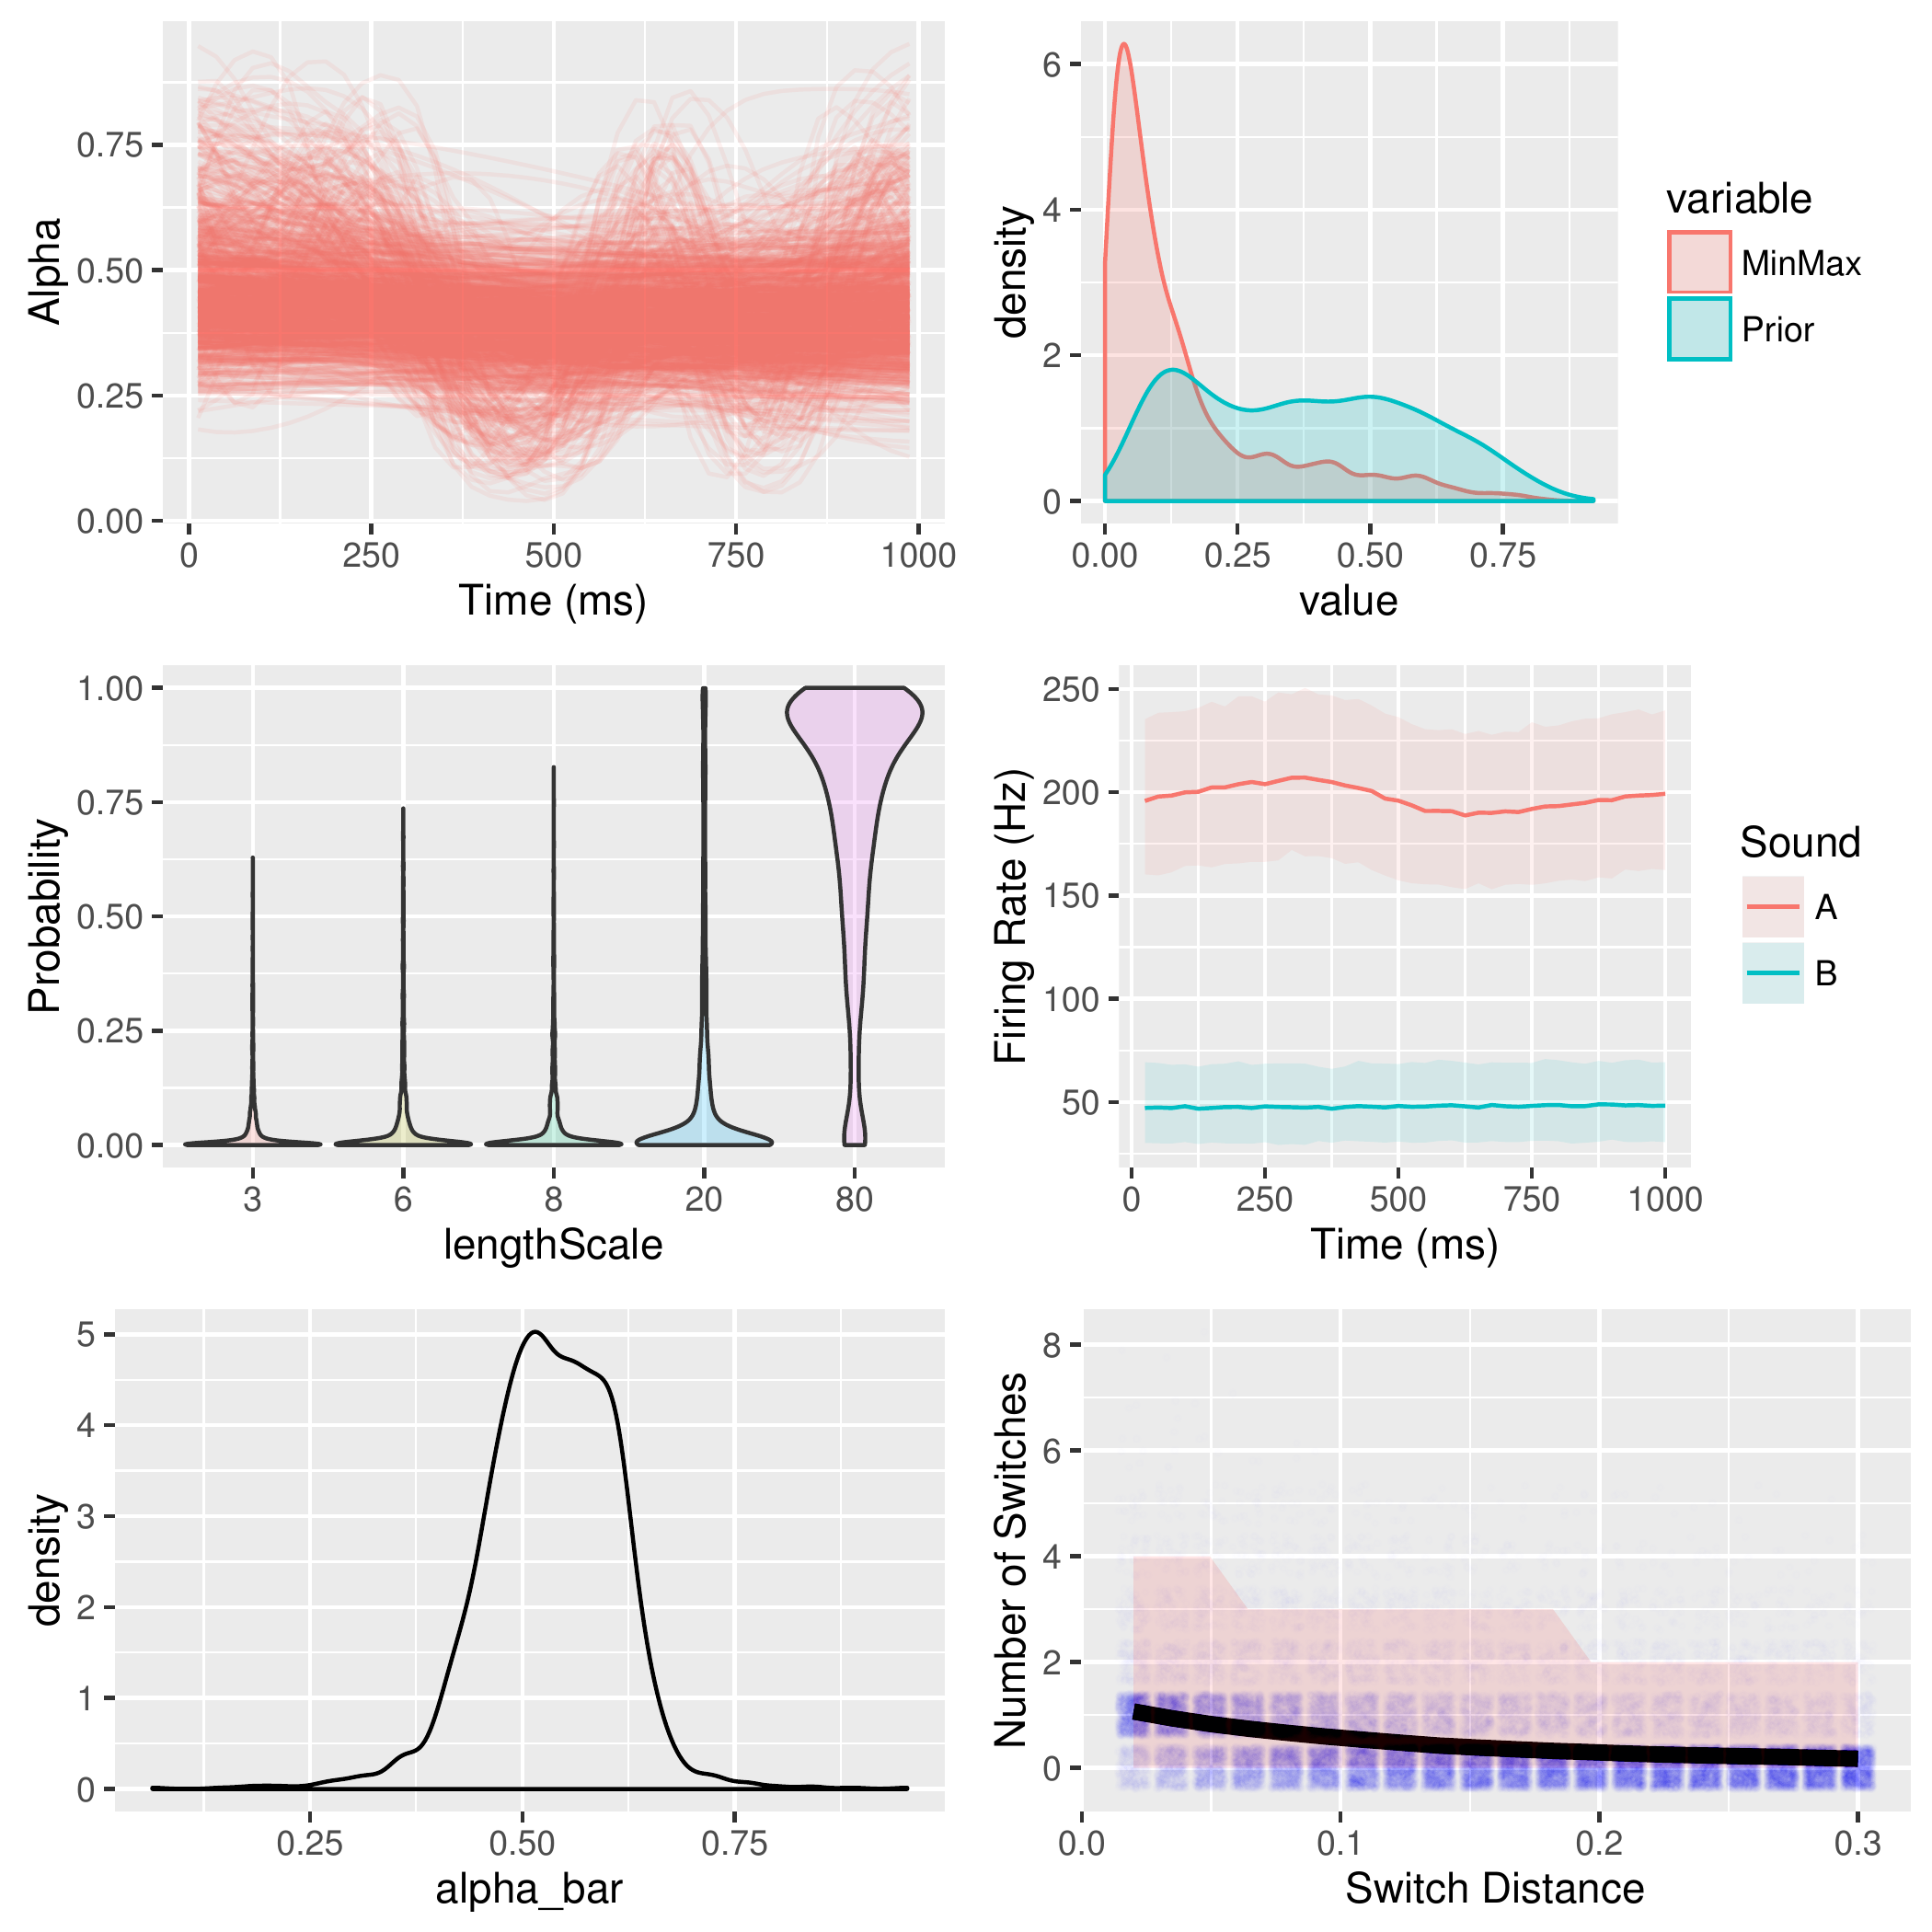 Alpha
0.75
0.50
0.25
0.00
0 250 500 750 1000
Time (ms)
density
6
4
2
0
0.00 0.25 0.50 0.75
value
variable
MinMax
Prior
Probability
1.00
0.75
0.50
0.25
0.00
3 6 8 20 80
lengthScale
Firing Rate (Hz)
250
200
150
100
50
0 250 500 750 1000
Time (ms)
Sound
A
B
density
5
4
3
2
1
0
0.25 0.50 0.75
alpha_bar
Number of Switches
8
6
4
2
0
0.0 0.1 0.2 0.3
Switch Distance